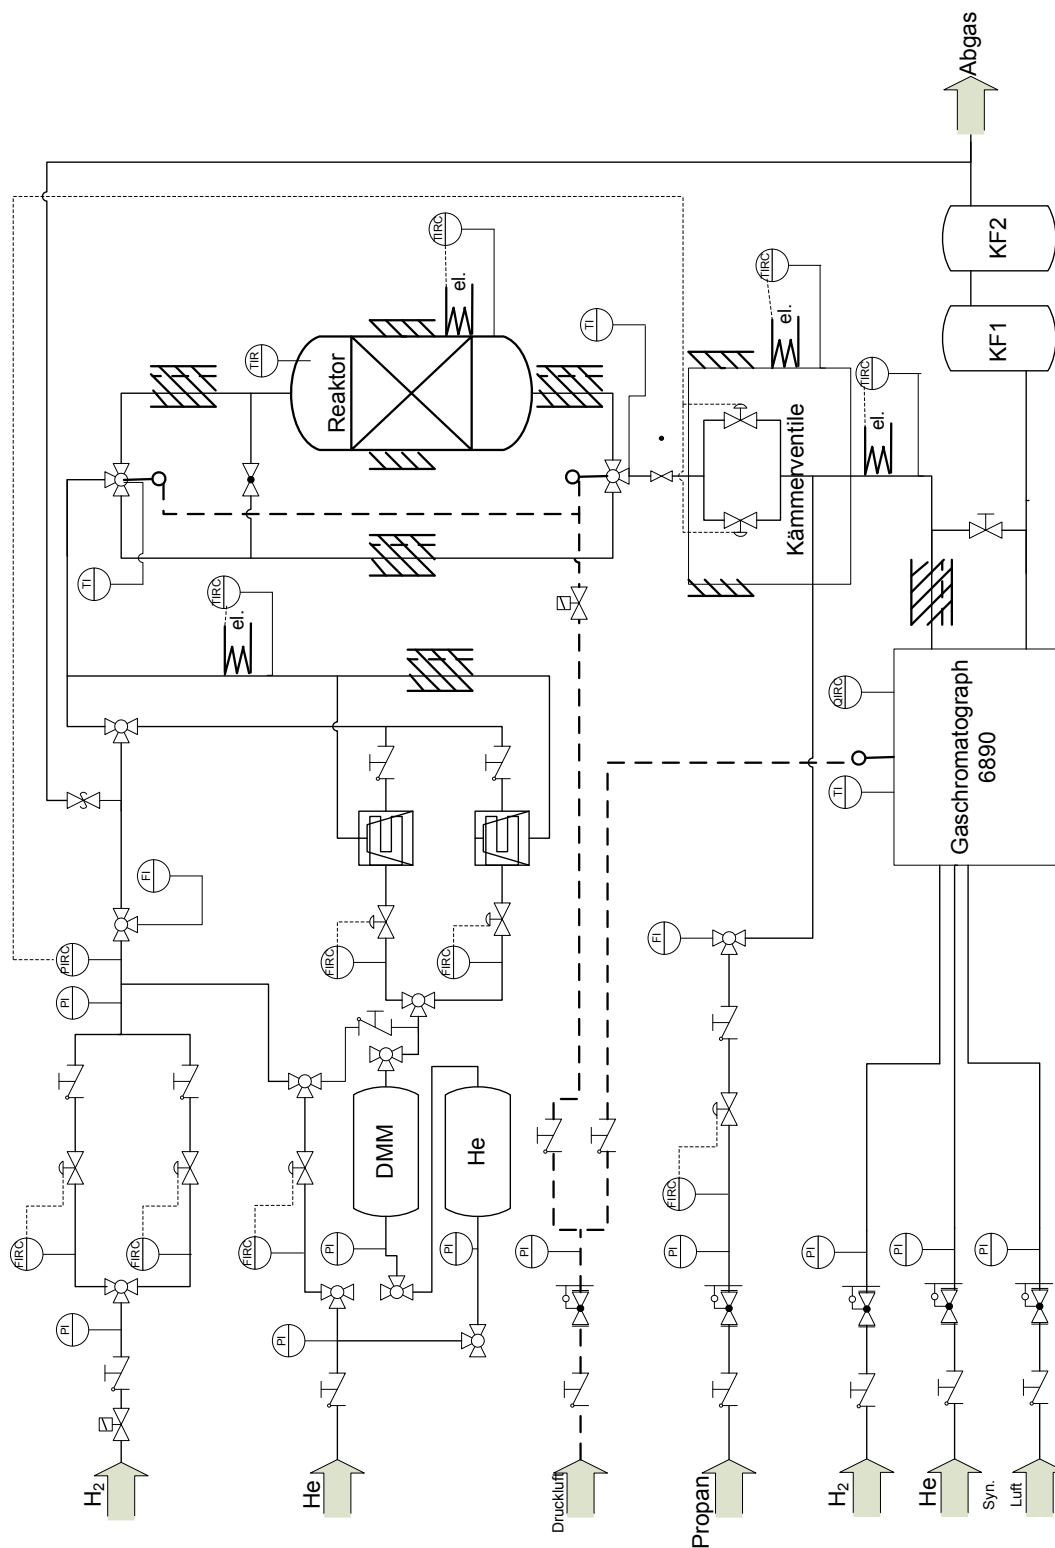 FIRC
PI
PI
PIRC
H2
TI
FIRC
FI
TIRC
el.
FIRC
TIR
PI
He
PI
FIRC
Reaktor
DMM
TIRC
el.
PI
FIRC
He
PI
Druckluft
TI
FI
PI
FIRC
Propan
TIRC
el.
Kämmerventile
PI
H2
TI
QIRC
TIRC
el.
PI
He
Gaschromatograph
6890
Abgas
PI
Syn.
Luft
KF1
KF2